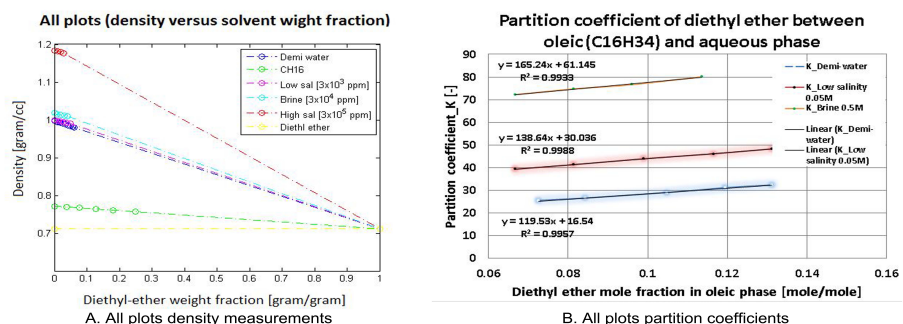 All plots (density versus solvent wight fraction)
1.2
1.1
1
0.9
0.8
0.7
Density [gram/cc]
Demi water
CH16
Low sal [3x10³ ppm]
Brine [3x10⁴ ppm]
High sal [3x10⁵ ppm]
Diethl ether
0 0.1 0.2 0.3 0.4 0.5 0.6 0.7 0.8 0.9 1
Diethyl-ether weight fraction [gram/gram]
A. All plots density measurements
Partition coefficient of diethyl ether between
oleic (C16H34) and aqueous phase
90
80
70
60
50
40
30
20
10
0
Partition coefficient_K [-]
y = 165.24x + 61.145
R² = 0.9933
y = 138.64x + 30.036
R² = 0.9988
y = 119.53x + 16.54
R² = 0.9957
K_Demi-water
K_Low salinity
0.05M
K_Brine 0.5M
Linear (K_Demi-
water)
Linear (K_Low
salinity 0.05M)
0.06 0.08 0.1 0.12 0.14 0.16
Diethyl ether mole fraction in oleic phase [mole/mole]
B. All plots partition coefficients